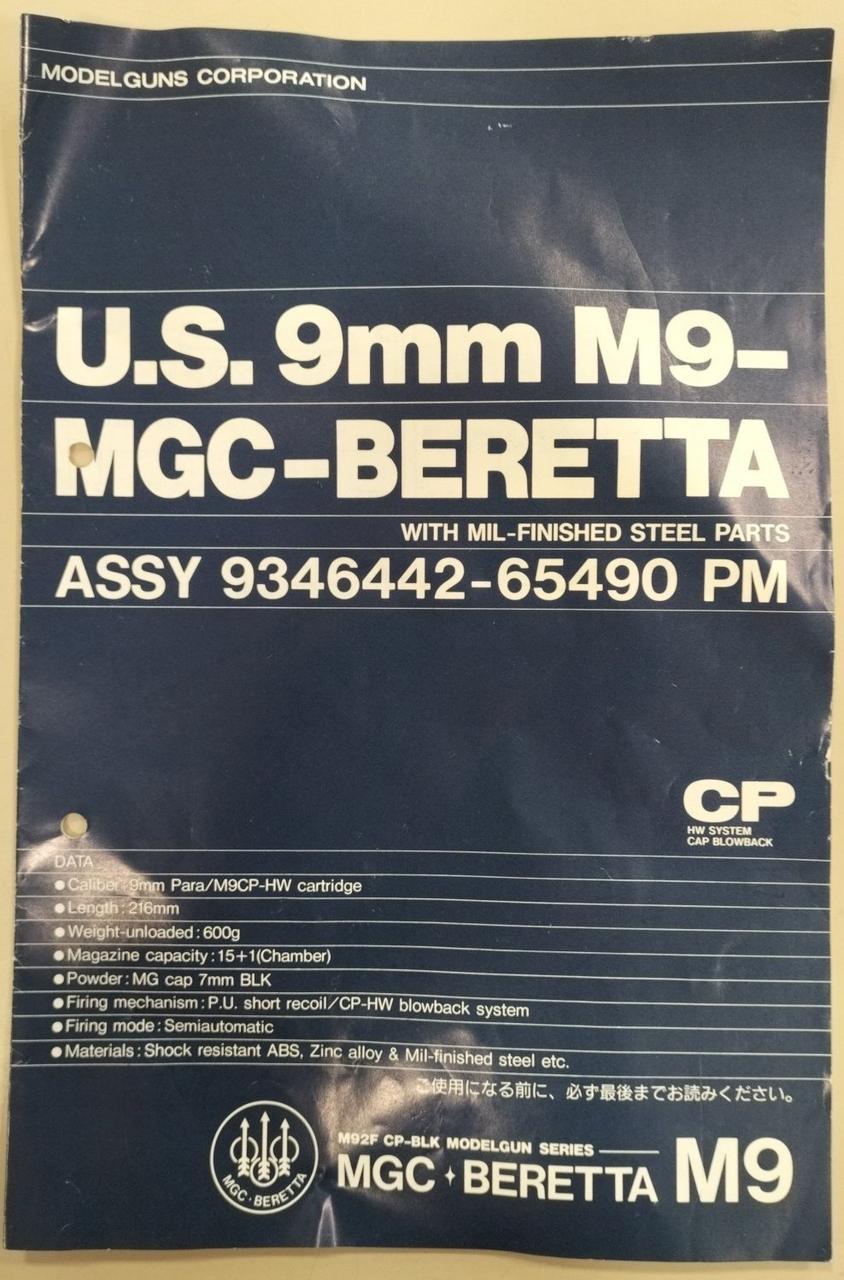 MODELGUNS CORPORATION
U.S. 9mm M9–
MGC–BERETTA
WITH MIL-FINISHED STEEL PARTS
ASSY 9346442-65490 PM
CP
HW SYSTEM
CAP BLOWBACK
DATA
●Caliber:9mm Para/M9CP-HW cartridge
●Length:216mm
●Weight-unloaded:600g
●Magazine capacity:15+1(Chamber)
●Powder:MG cap 7mm BLK
●Firing mechanism:P.U. short recoil/CP-HW blowback system
●Firing mode:Semiautomatic
●Materials:Shock resistant ABS, Zinc alloy & Mil-finished steel etc.
ご使用になる前に、必ず最後までお読みください。
MGC·BERETTA
M92F CP-BLK MODELGUN SERIES
MGC✦BERETTA M9